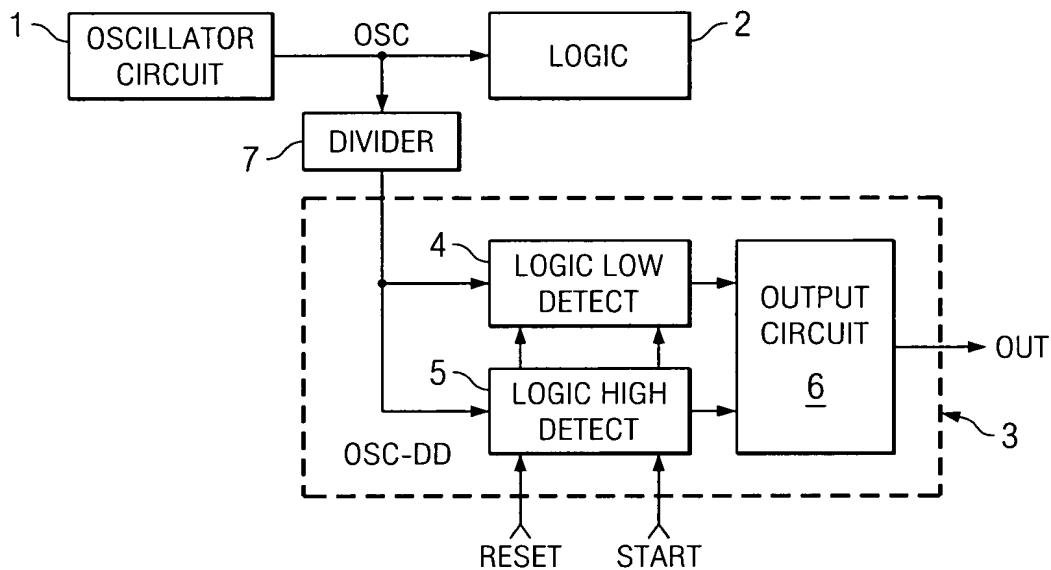 1
OSCILLATOR
CIRCUIT
OSC
LOGIC
2
7
DIVIDER
4
LOGIC LOW
DETECT
OUTPUT
CIRCUIT
6
OUT
5
LOGIC HIGH
DETECT
OSC-DD
3
RESET
START